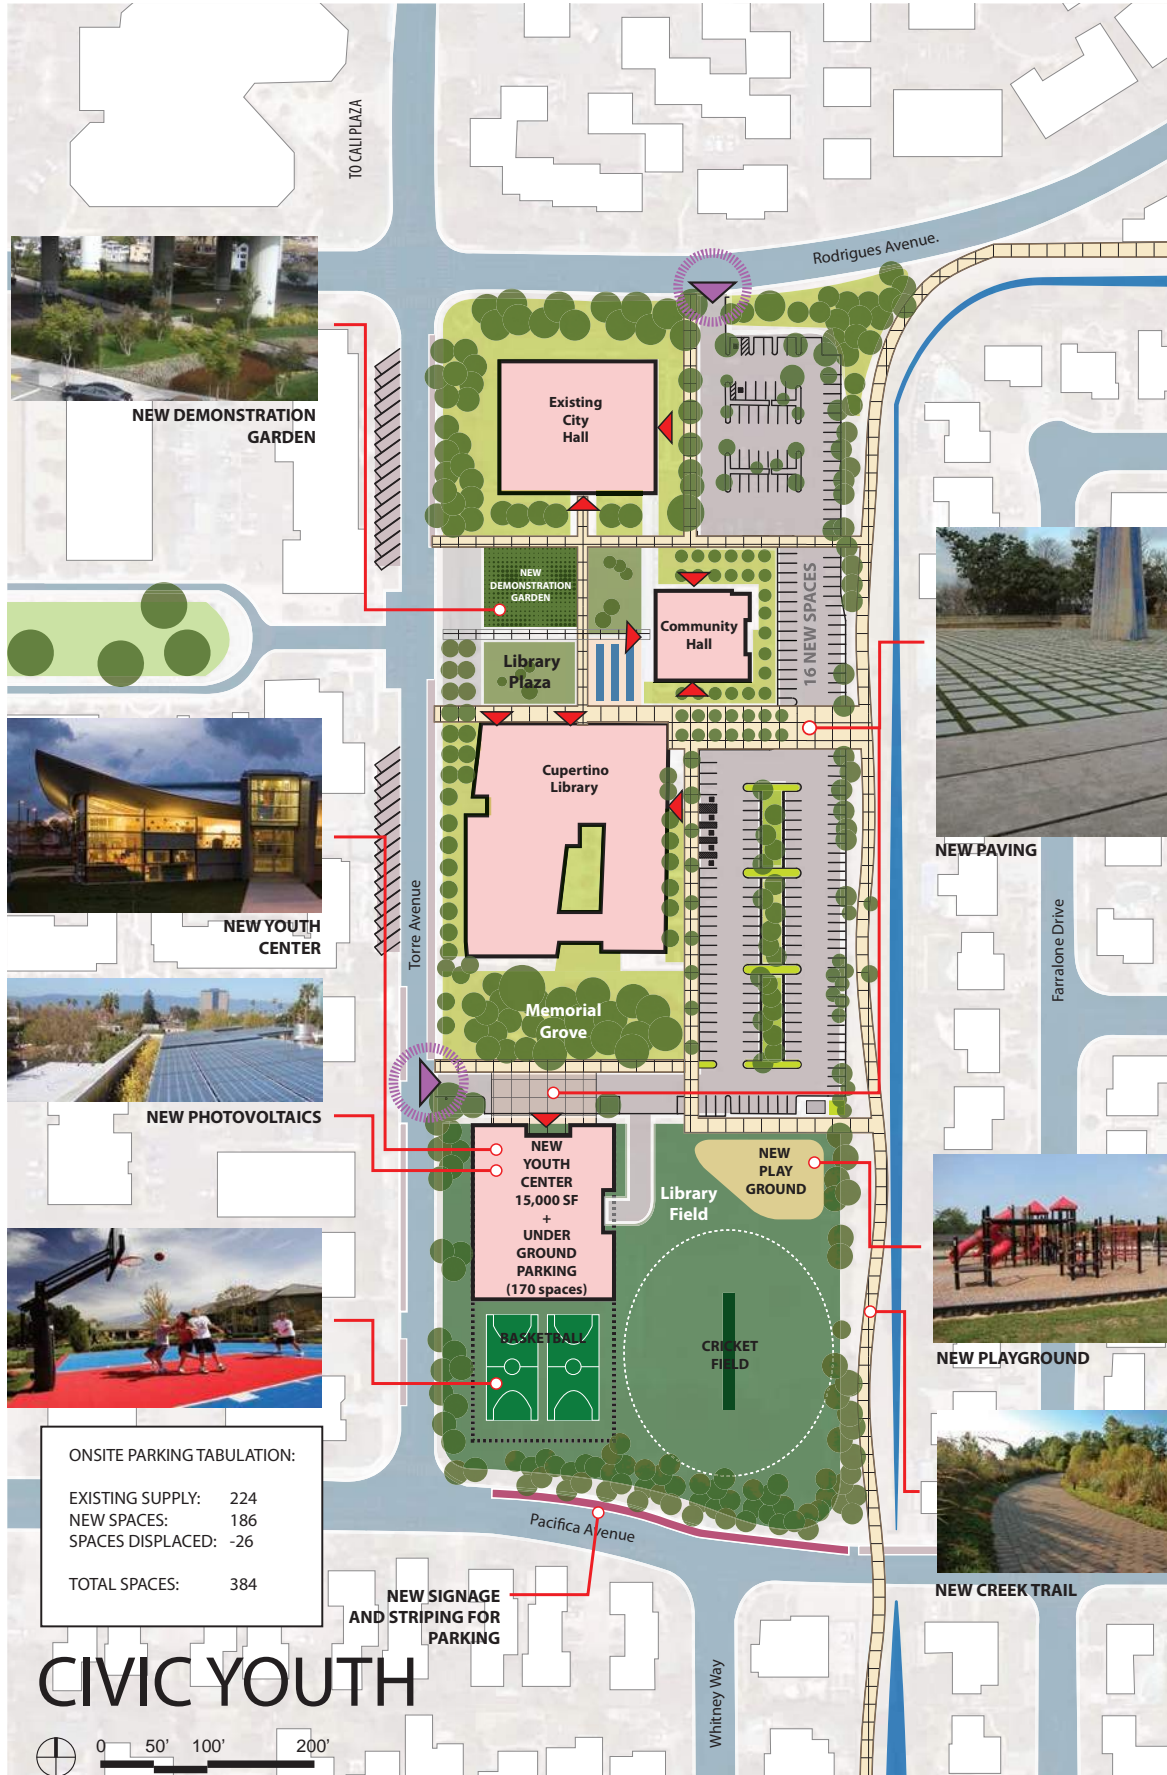 TO CALI PLAZA
Rodrigues Avenue.
NEW DEMONSTRATION
GARDEN
Existing
City
Hall
NEW
DEMONSTRATION
GARDEN
Community
Hall
16 NEW SPACES
Library
Plaza
NEW PAVING
Cupertino
Library
NEW YOUTH
CENTER
Torre Avenue
Farralone Drive
Memorial
Grove
NEW PHOTOVOLTAICS
NEW
YOUTH
CENTER
15,000 SF
+
UNDER
GROUND
PARKING
(170 spaces)
NEW
PLAY
GROUND
Library
Field
BASKETBALL
CRICKET
FIELD
NEW PLAYGROUND
ONSITE PARKING TABULATION:
EXISTING SUPPLY: 224
NEW SPACES: 186
SPACES DISPLACED: -26
TOTAL SPACES: 384
Pacifica Avenue
NEW CREEK TRAIL
NEW SIGNAGE
AND STRIPING FOR
PARKING
CIVIC YOUTH
Whitney Way
0 50' 100' 200'